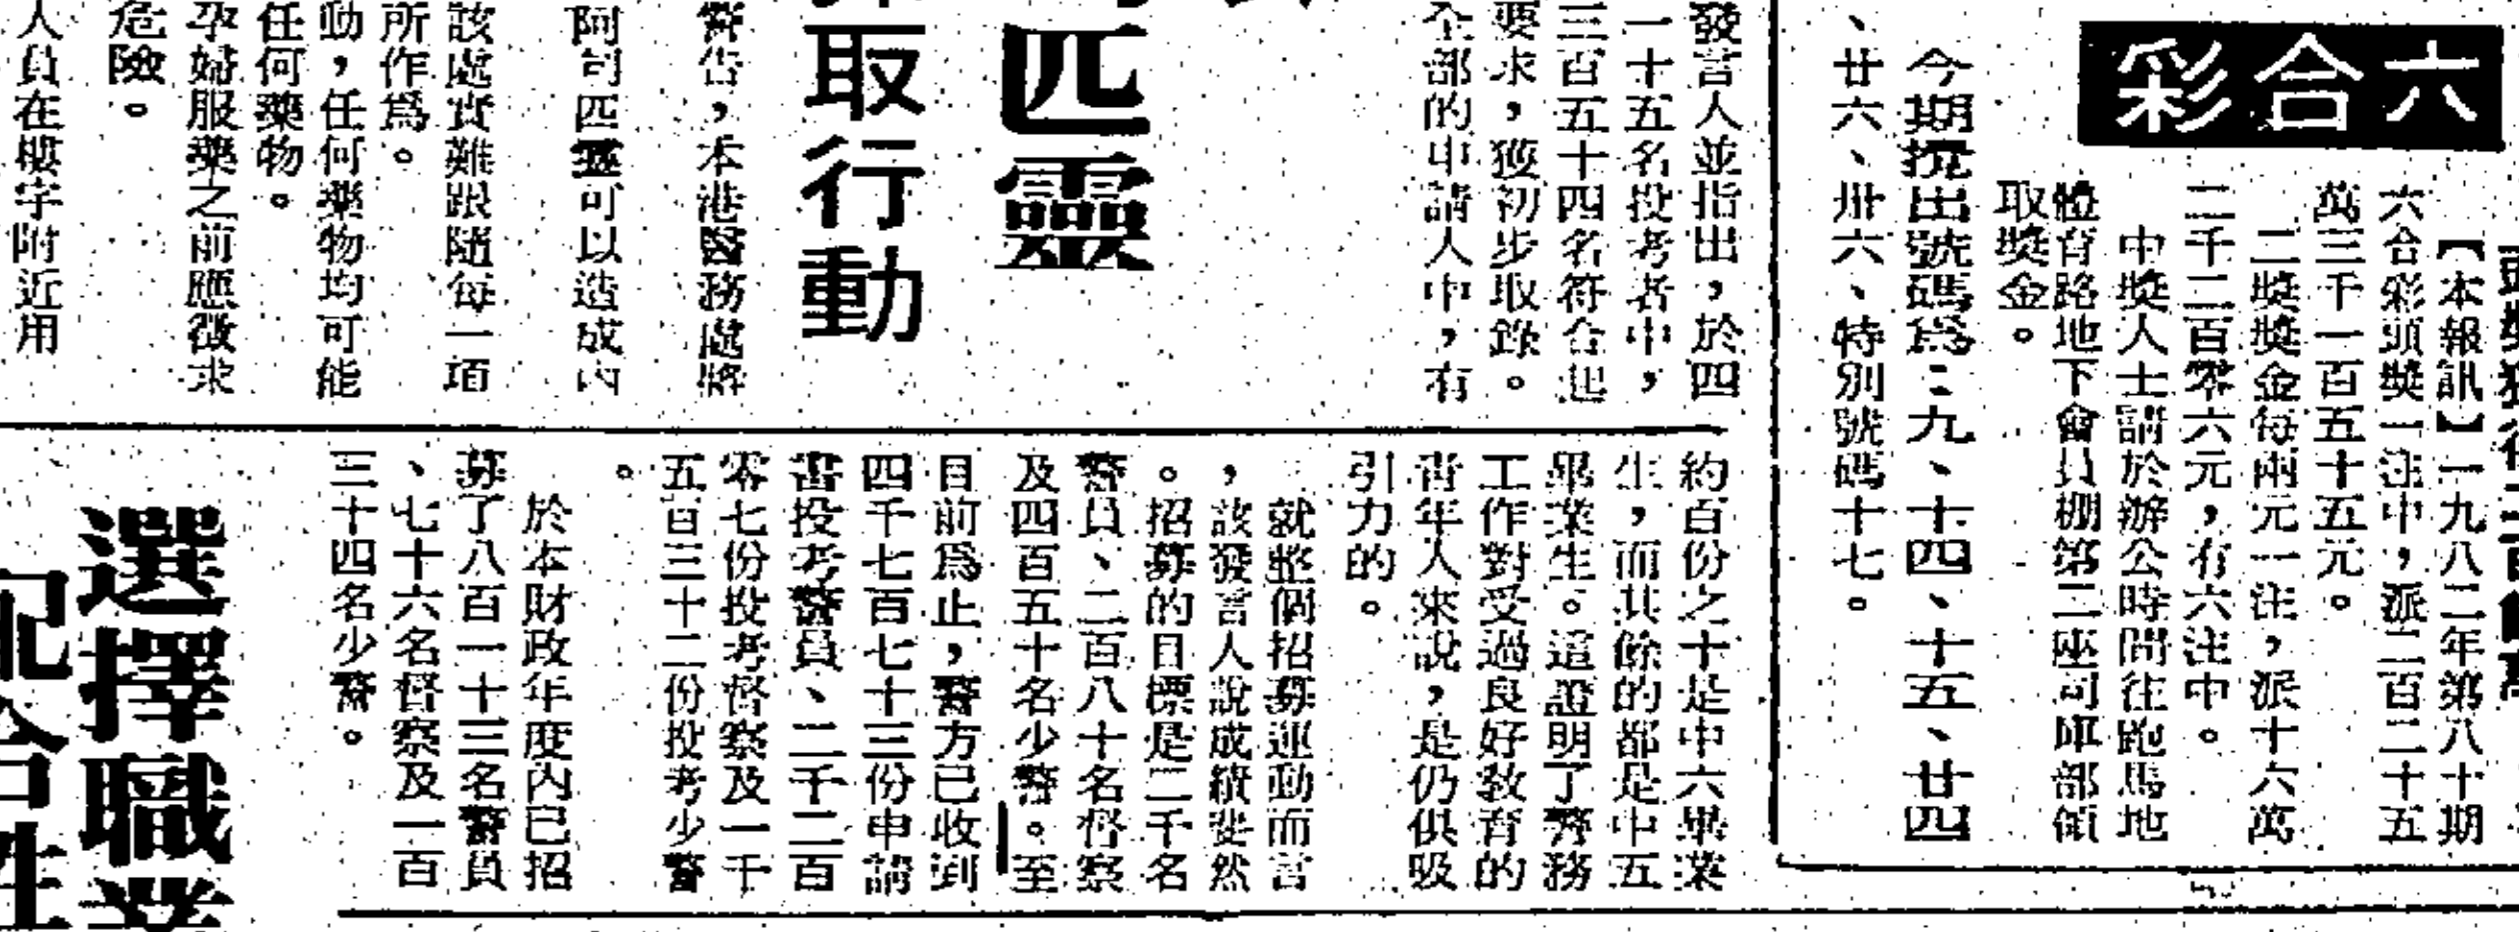 六合彩
【本報訊】一九八二年第八十期
六合彩頭獎一注中，派二百二十五
萬三千一百五十五元。
二獎獎金每兩元一注，派十六萬
二千二百零六元，有六注中。
中獎人士請於辦公時間往跑馬地
體育路地下會員棚第二座司庫部領
取獎金。
今期攪出號碼爲：九、十四、十五、廿四
、廿六、卅六、特別號碼十七。
發言人並指出，於四
一十五名投考者中，
三百五十四名符合起
要求，獲初步取錄。
全部的申請人中，有
約百份之十是中六畢業
生，而其餘的都是中五
畢業生。這證明了警務
工作對受過良好教育的
青年人來說，是仍俱吸
引力的。
就整個招募運動而言
，該發言人說成績斐然
。招募的目標是二千名
警員、二百八十名督察
及四百五十名少警。至
目前爲止，警方已收到
四千七百七十三份申請
書投考警員、二千二百
零七份投考督察及一千
五百三十二份投考少警
。
於本財政年度內已招
募了八百一十三名警員
、七十六名督察及一百
三十四名少警。
匹靈
取行動
警告，本港醫務處將
阿司匹靈可以造成內
該處實難跟隨每一項
所作爲。
動，任何藥物均可能
任何藥物。
孕婦服藥之前應徵求
危險。
人員在樓宇附近用
選擇職業